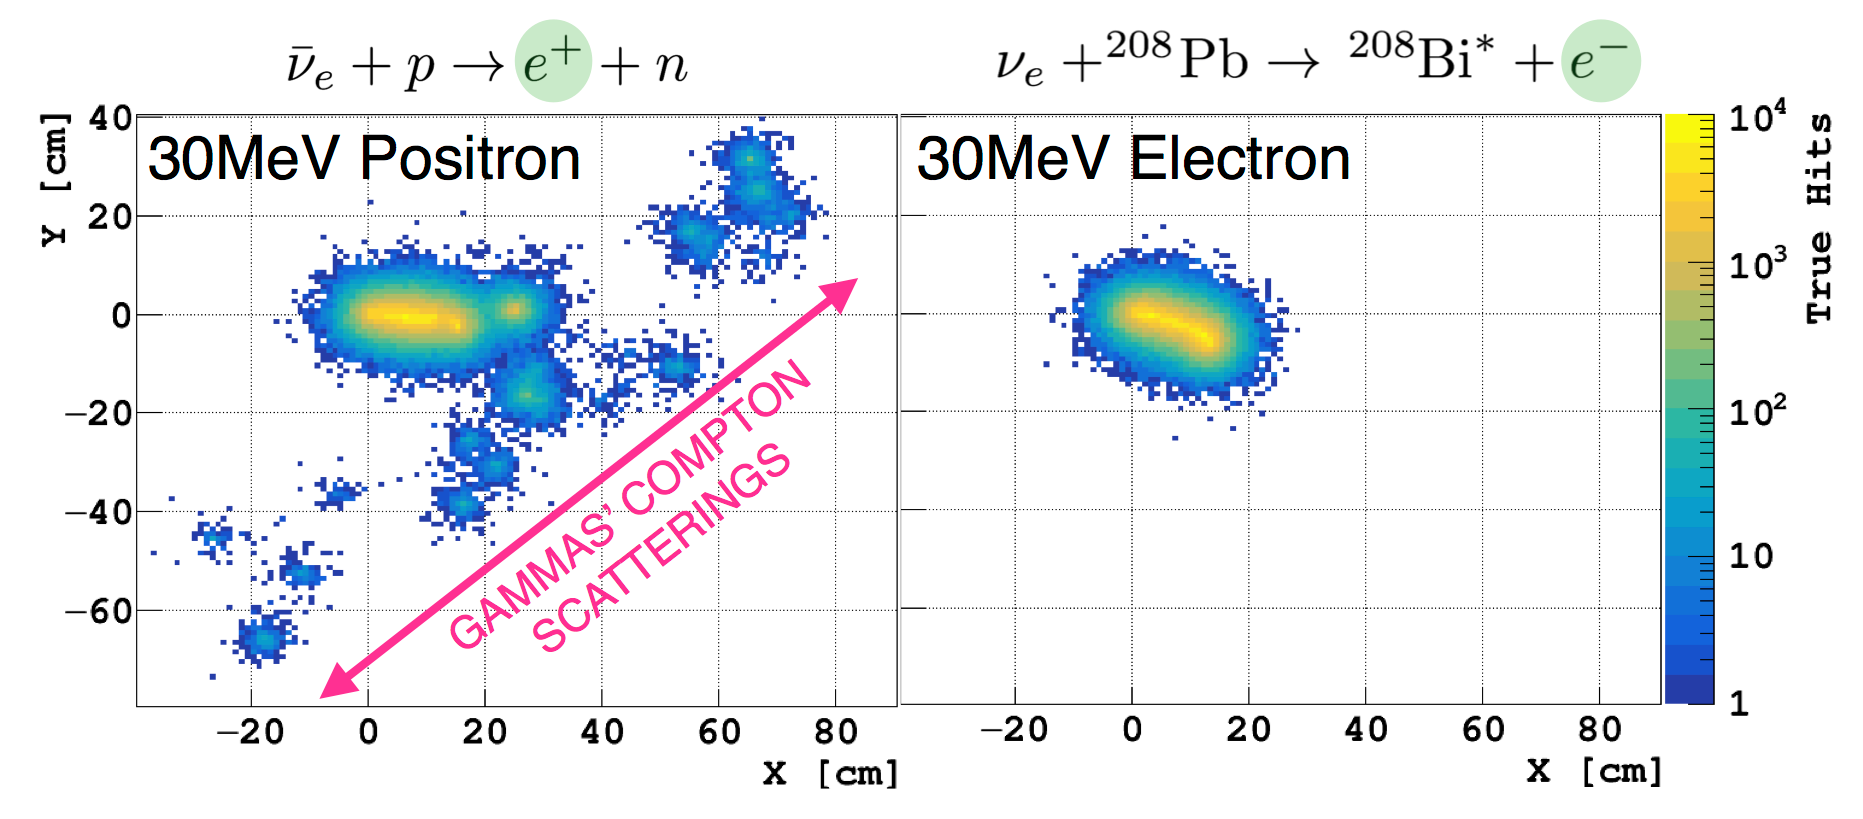 ν̄ₑ + p → e⁺ + n
νₑ + ²⁰⁸Pb → ²⁰⁸Bi* + e⁻
30MeV Positron
30MeV Electron
Y [cm]
40
20
0
−20
−40
−60
GAMMAS' COMPTON
SCATTERINGS
−20 0 20 40 60 80
X [cm]
−20 0 20 40 60 80
X [cm]
10⁴
10³
10²
10
1
True Hits